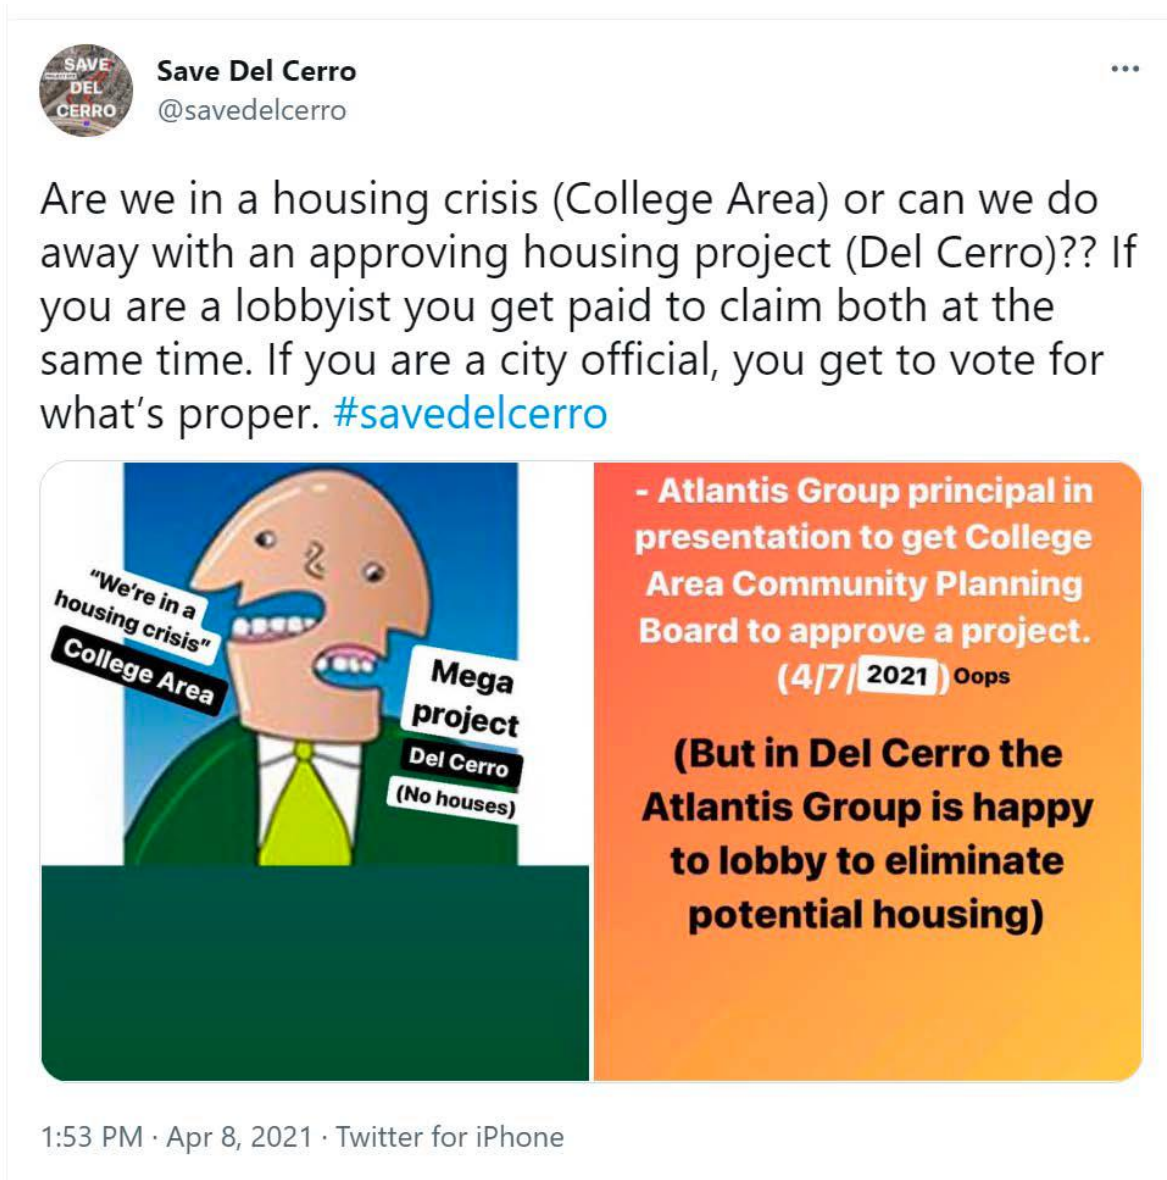 SAVE
DEL
CERRO
Save Del Cerro
@savedelcerro
Are we in a housing crisis (College Area) or can we do
away with an approving housing project (Del Cerro)?? If
you are a lobbyist you get paid to claim both at the
same time. If you are a city official, you get to vote for
what's proper. #savedelcerro
"We're in a
housing crisis"
College Area
Mega
project
Del Cerro
(No houses)
- Atlantis Group principal in
presentation to get College
Area Community Planning
Board to approve a project.
(4/7/2021) Oops
(But in Del Cerro the
Atlantis Group is happy
to lobby to eliminate
potential housing)
1:53 PM · Apr 8, 2021 · Twitter for iPhone